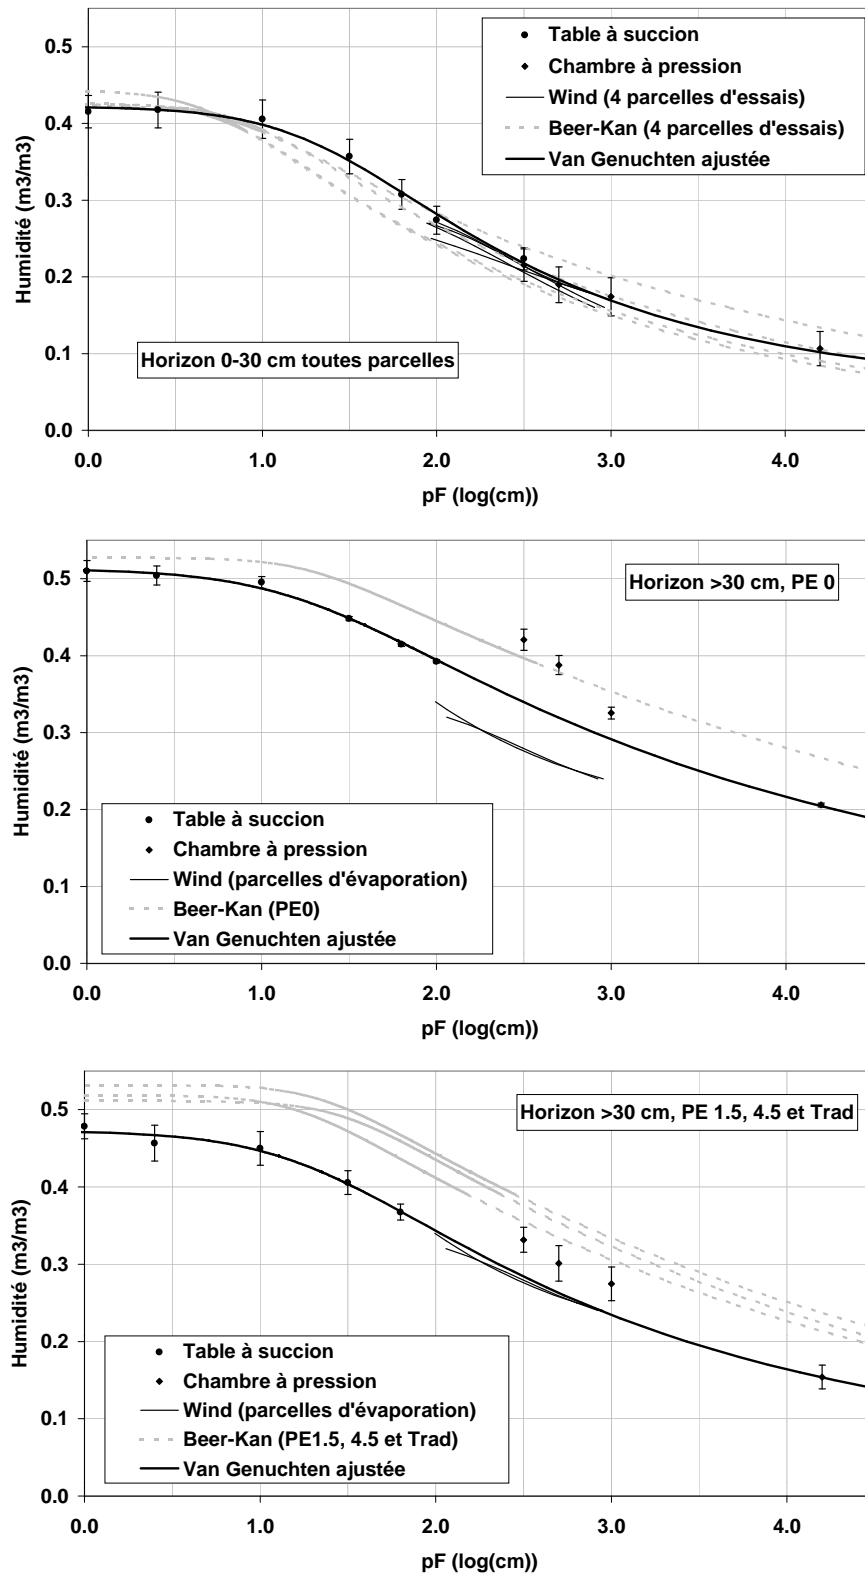 Humidité (m3/m3)
0.5
0.4
0.3
0.2
0.1
0.0
Table à succion
Chambre à pression
Wind (4 parcelles d'essais)
Beer-Kan (4 parcelles d'essais)
Van Genuchten ajustée
Horizon 0-30 cm toutes parcelles
0.0 1.0 2.0 3.0 4.0
pF (log(cm))
Humidité (m3/m3)
0.5
0.4
0.3
0.2
0.1
0.0
Horizon >30 cm, PE 0
Table à succion
Chambre à pression
Wind (parcelles d'évaporation)
Beer-Kan (PE0)
Van Genuchten ajustée
0.0 1.0 2.0 3.0 4.0
pF (log(cm))
Humidité (m3/m3)
0.5
0.4
0.3
0.2
0.1
0.0
Horizon >30 cm, PE 1.5, 4.5 et Trad
Table à succion
Chambre à pression
Wind (parcelles d'évaporation)
Beer-Kan (PE1.5, 4.5 et Trad)
Van Genuchten ajustée
0.0 1.0 2.0 3.0 4.0
pF (log(cm))